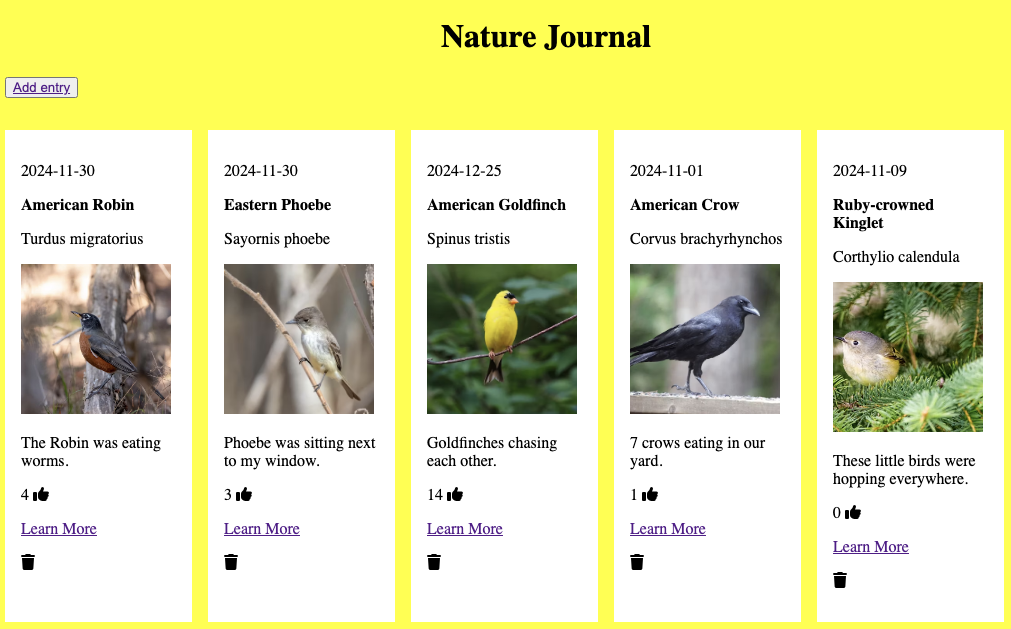 Nature Journal
Add entry
2024-11-30
American Robin
Turdus migratorius
The Robin was eating
worms.
4
Learn More
2024-11-30
Eastern Phoebe
Sayornis phoebe
Phoebe was sitting next
to my window.
3
Learn More
2024-12-25
American Goldfinch
Spinus tristis
Goldfinches chasing
each other.
14
Learn More
2024-11-01
American Crow
Corvus brachyrhynchos
7 crows eating in our
yard.
1
Learn More
2024-11-09
Ruby-crowned
Kinglet
Corthylio calendula
These little birds were
hopping everywhere.
0
Learn More